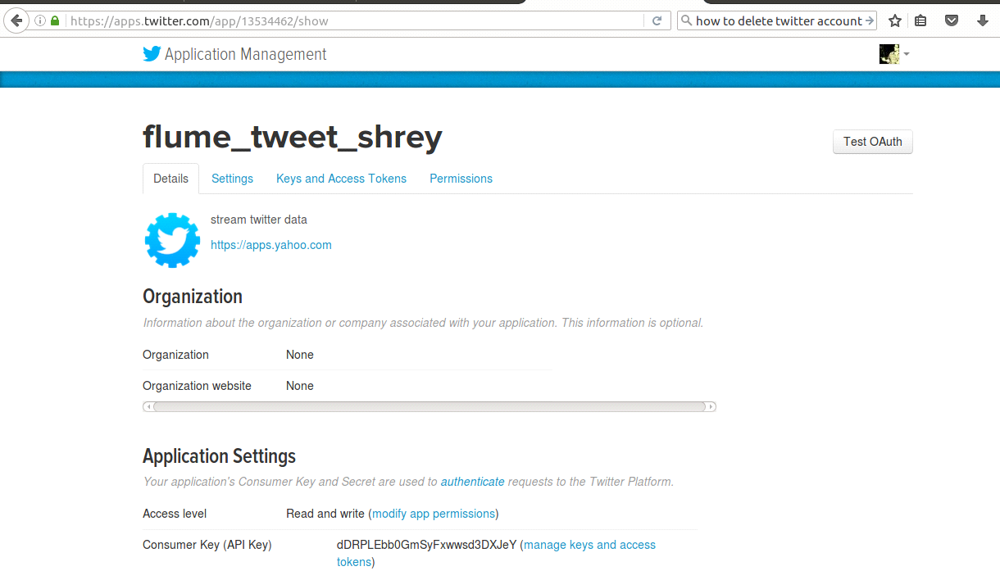 https://apps.twitter.com/app/13534462/show
how to delete twitter account
Application Management
flume_tweet_shrey
Test OAuth
Details Settings Keys and Access Tokens Permissions
stream twitter data
https://apps.yahoo.com
Organization
Information about the organization or company associated with your application. This information is optional.
Organization None
Organization website None
Application Settings
Your application's Consumer Key and Secret are used to authenticate requests to the Twitter Platform.
Access level Read and write (modify app permissions)
Consumer Key (API Key) dDRPLEbb0GmSyFxwwsd3DXJeY (manage keys and access
tokens)